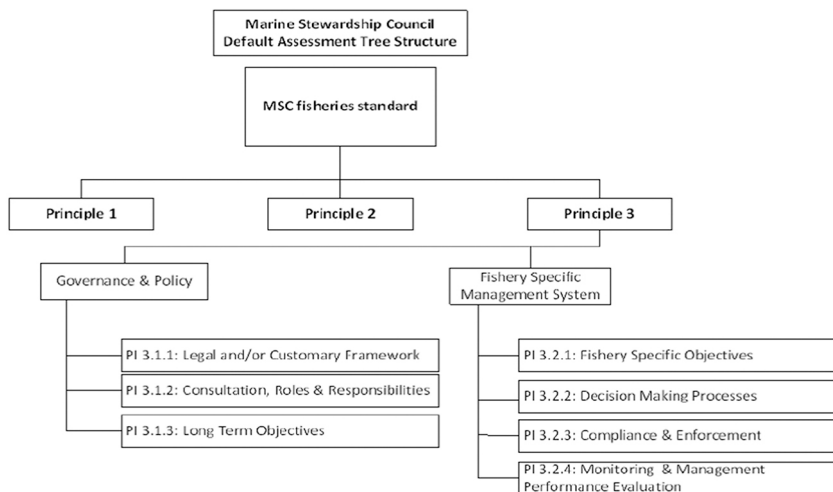 Marine Stewardship Council
Default Assessment Tree Structure
MSC fisheries standard
Principle 1
Principle 2
Principle 3
Governance & Policy
Fishery Specific
Management System
PI 3.1.1: Legal and/or Customary Framework
PI 3.1.2: Consultation, Roles & Responsibilities
PI 3.1.3: Long Term Objectives
PI 3.2.1: Fishery Specific Objectives
PI 3.2.2: Decision Making Processes
PI 3.2.3: Compliance & Enforcement
PI 3.2.4: Monitoring & Management
Performance Evaluation